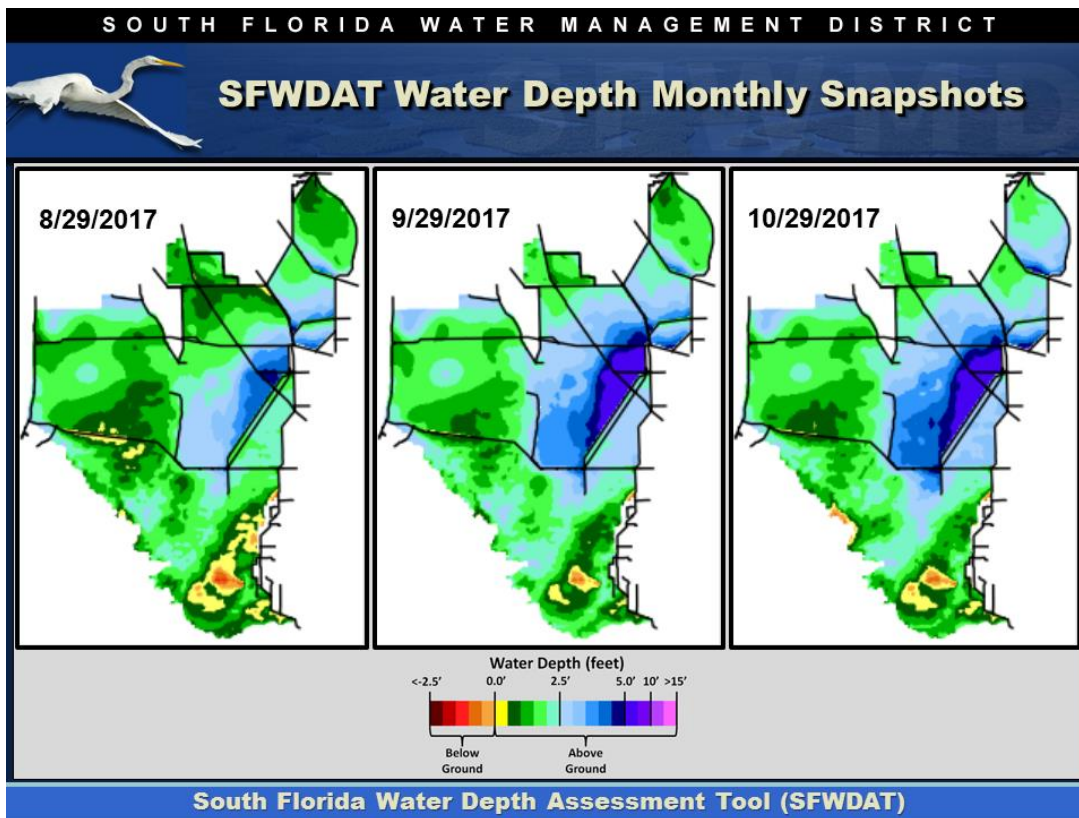 SOUTH FLORIDA WATER MANAGEMENT DISTRICT
SFWMD
SFWDAT Water Depth Monthly Snapshots
8/29/2017
9/29/2017
10/29/2017
Water Depth (feet)
<-2.5' 0.0' 2.5' 5.0' 10' >15'
Below Ground
Above Ground
South Florida Water Depth Assessment Tool (SFWDAT)